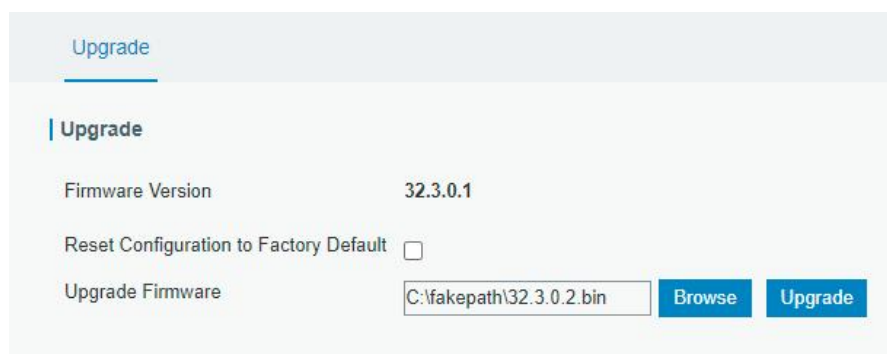 Upgrade
Upgrade
Firmware Version 32.3.0.1
Reset Configuration to Factory Default
Upgrade Firmware C:\fakepath\32.3.0.2.bin Browse Upgrade